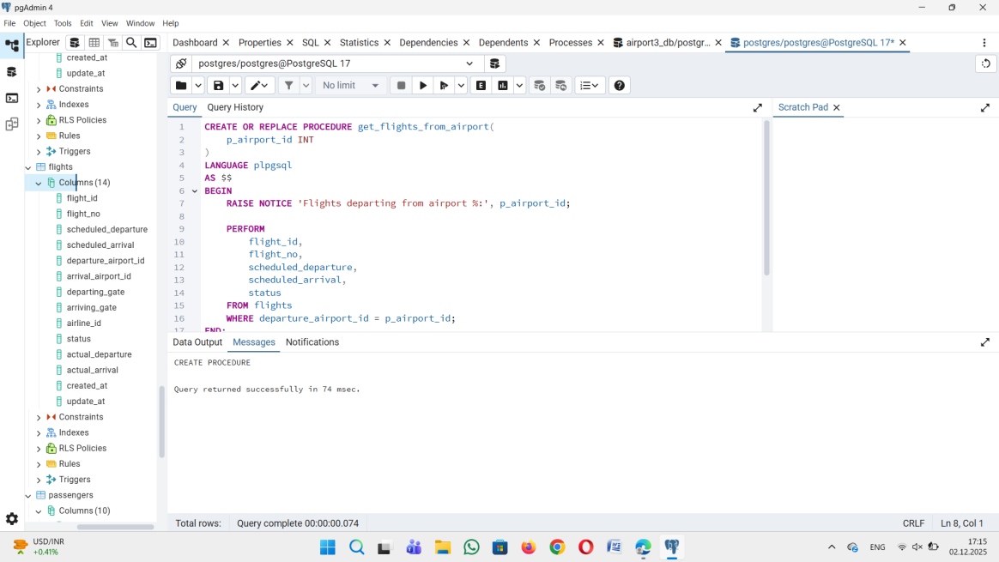 pgAdmin 4
File Object Tools Edit View Window Help
Explorer
Dashboard Properties SQL Statistics Dependencies Dependents Processes airport3_db/postgr... postgres/postgres@PostgreSQL 17*
postgres/postgres@PostgreSQL 17
No limit
Query Query History
Scratch Pad
created_at
update_at
Constraints
Indexes
RLS Policies
Rules
Triggers
flights
Columns (14)
flight_id
flight_no
scheduled_departure
scheduled_arrival
departure_airport_id
arrival_airport_id
departing_gate
arriving_gate
airline_id
status
actual_departure
actual_arrival
created_at
update_at
Constraints
Indexes
RLS Policies
Rules
Triggers
passengers
Columns (10)
1 CREATE OR REPLACE PROCEDURE get_flights_from_airport(
2 p_airport_id INT
3 )
4 LANGUAGE plpgsql
5 AS $$
6 BEGIN
7 RAISE NOTICE 'Flights departing from airport %:', p_airport_id;
8
9 PERFORM
10 flight_id,
11 flight_no,
12 scheduled_departure,
13 scheduled_arrival,
14 status
15 FROM flights
16 WHERE departure_airport_id = p_airport_id;
17 END;
Data Output Messages Notifications
CREATE PROCEDURE
Query returned successfully in 74 msec.
Total rows: Query complete 00:00:00.074
CRLF Ln 8, Col 1
USD/INR
+0.41%
ENG
17:15
02.12.2025